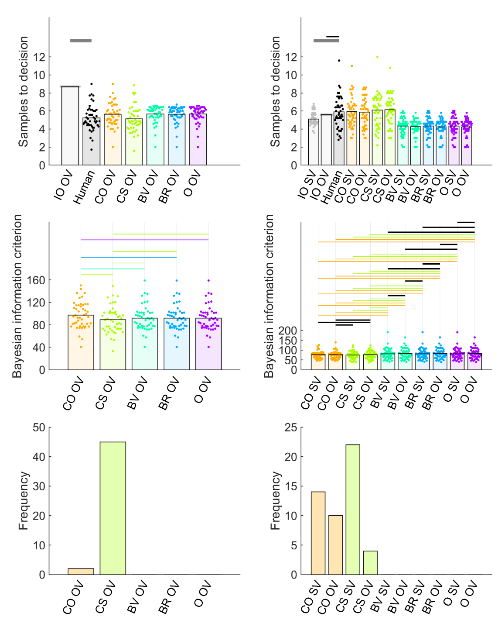 Samples to decision
12
10
8
6
4
2
0
IO OV
Human
CO OV
CS OV
BV OV
BR OV
O OV
Samples to decision
12
10
8
6
4
2
0
IO SV
IO OV
Human
CO SV
CO OV
CS SV
CS OV
BV SV
BV OV
BR SV
BR OV
O SV
O OV
Bayesian information criterion
160
120
80
40
0
CO OV
CS OV
BV OV
BR OV
O OV
Bayesian information criterion
200
150
100
50
0
CO SV
CO OV
CS SV
CS OV
BV SV
BV OV
BR SV
BR OV
O SV
O OV
Frequency
50
40
30
20
10
0
CO OV
CS OV
BV OV
BR OV
O OV
Frequency
25
20
15
10
5
0
CO SV
CO OV
CS SV
CS OV
BV SV
BV OV
BR SV
BR OV
O SV
O OV